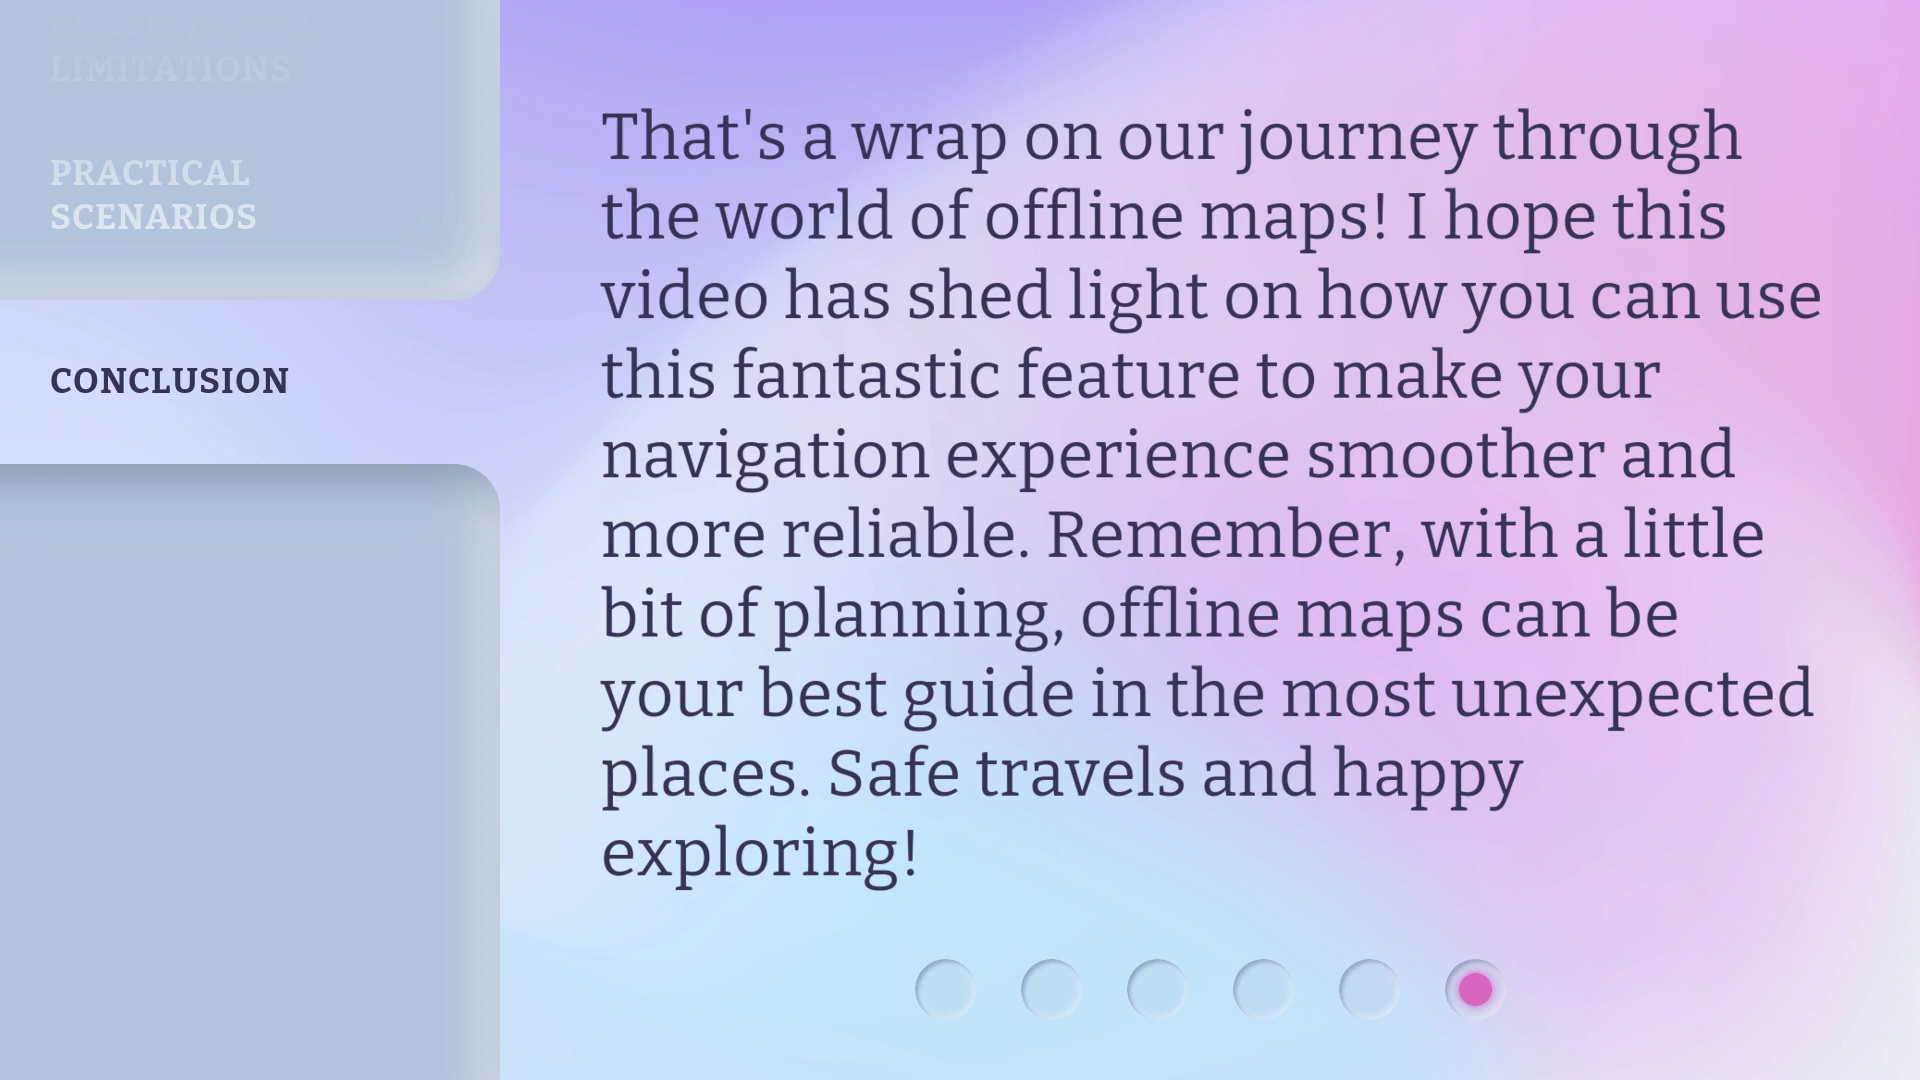 BENEFITS AND
LIMITATIONS
PRACTICAL
SCENARIOS
CONCLUSION
That's a wrap on our journey through
the world of offline maps! I hope this
video has shed light on how you can use
this fantastic feature to make your
navigation experience smoother and
more reliable. Remember, with a little
bit of planning, offline maps can be
your best guide in the most unexpected
places. Safe travels and happy
exploring!